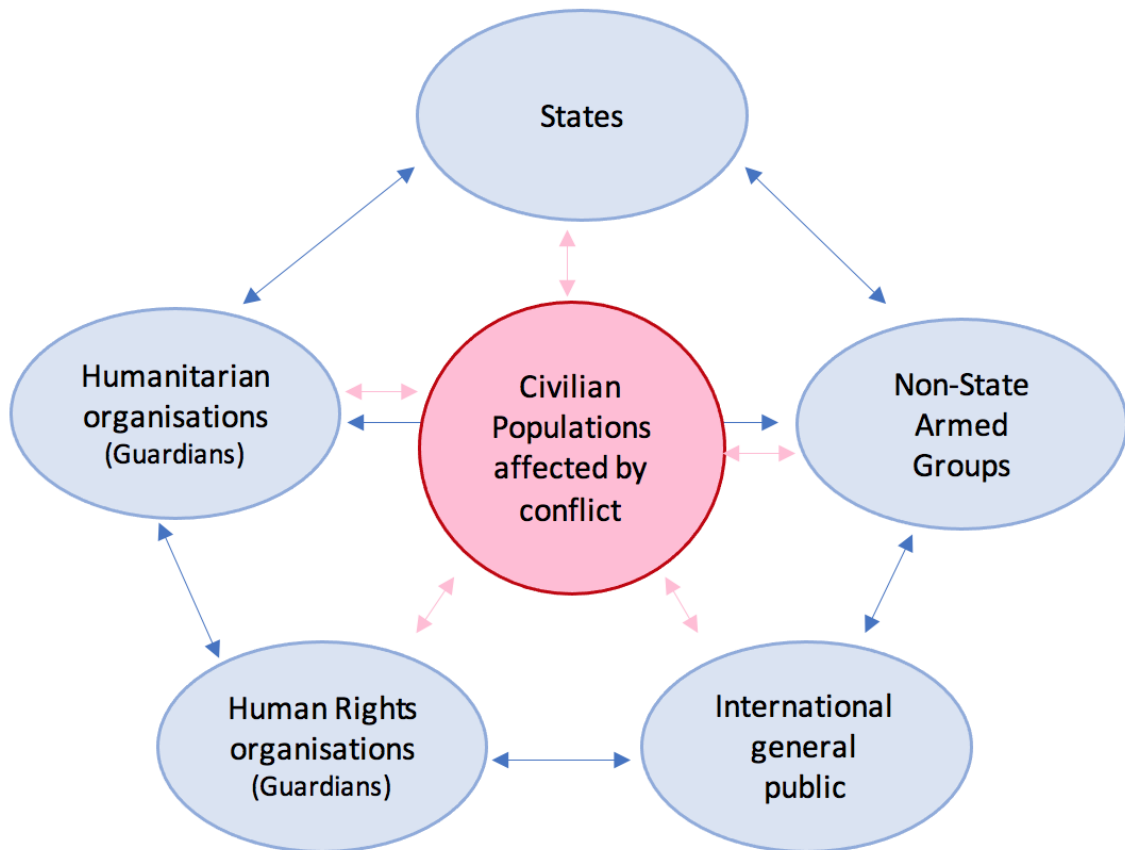 States
Humanitarian
organisations
(Guardians)
Civilian
Populations
affected by
conflict
Non-State
Armed
Groups
Human Rights
organisations
(Guardians)
International
general
public